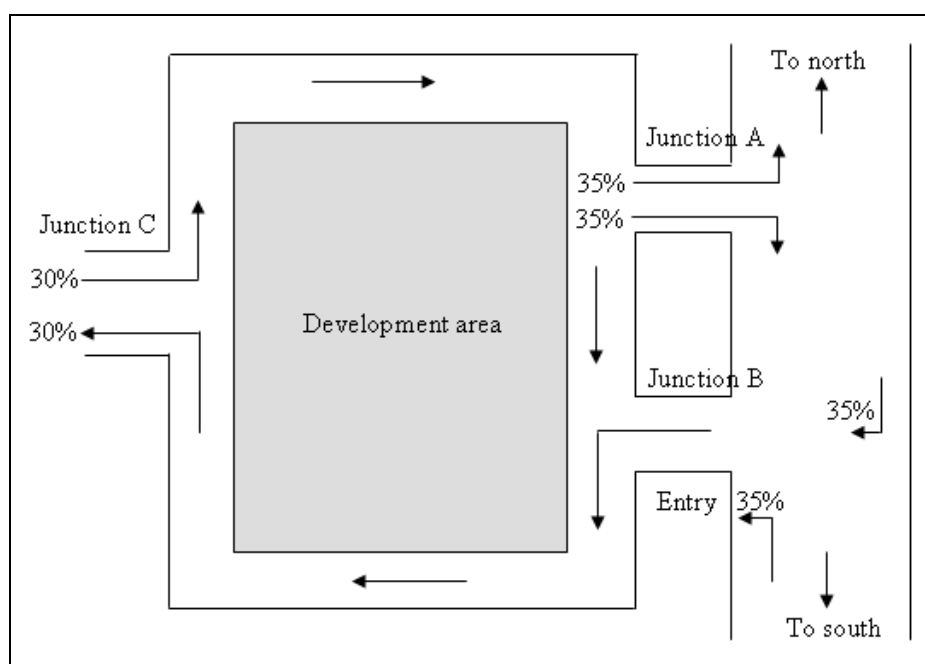 To north
Junction A
35%
35%
Junction C
30%
30%
Development area
Junction B
35%
Entry 35%
To south